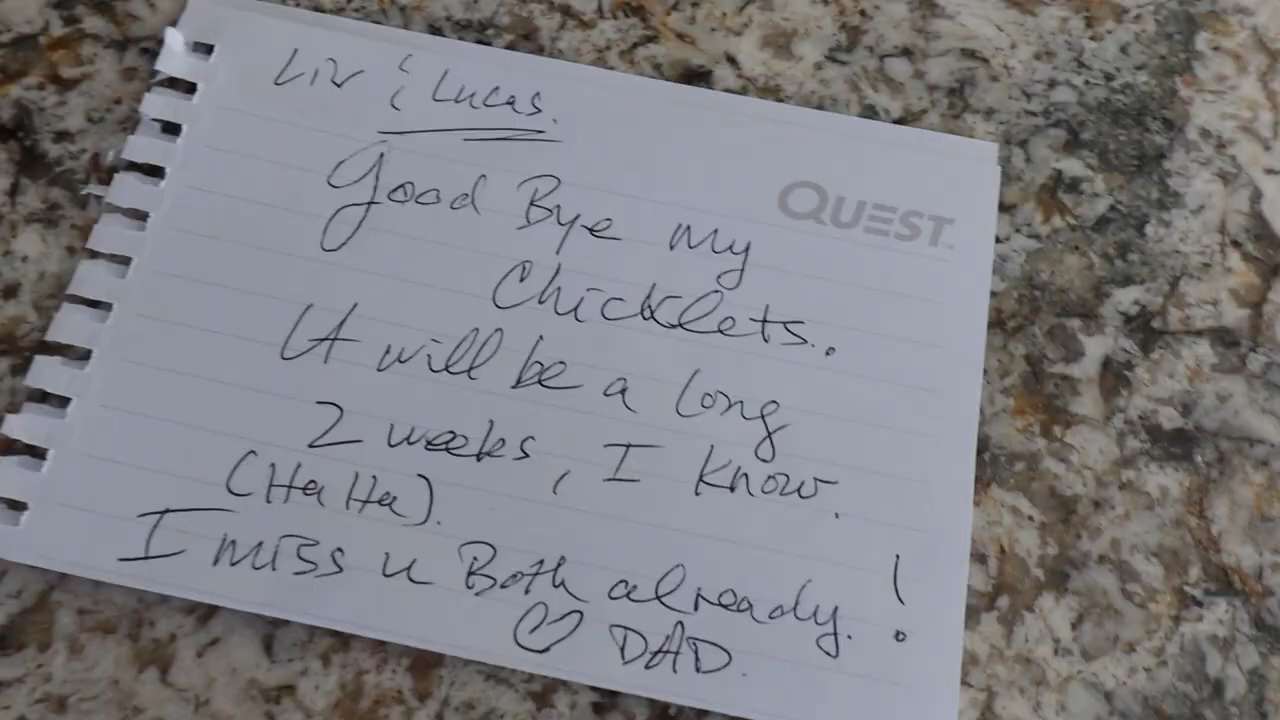 Liv & Lucas.
QUEST™
Good Bye my
Chicklets..
It will be a long
2 weeks, I know.
(Ha Ha).
I miss u Both already. !
♡ DAD.